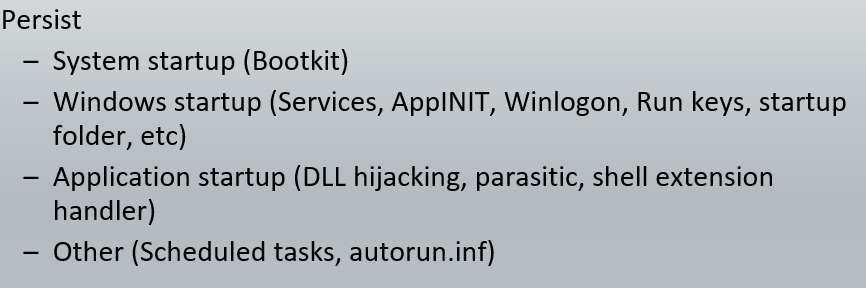 Persist
– System startup (Bootkit)
– Windows startup (Services, AppINIT, Winlogon, Run keys, startup
folder, etc)
– Application startup (DLL hijacking, parasitic, shell extension
handler)
– Other (Scheduled tasks, autorun.inf)